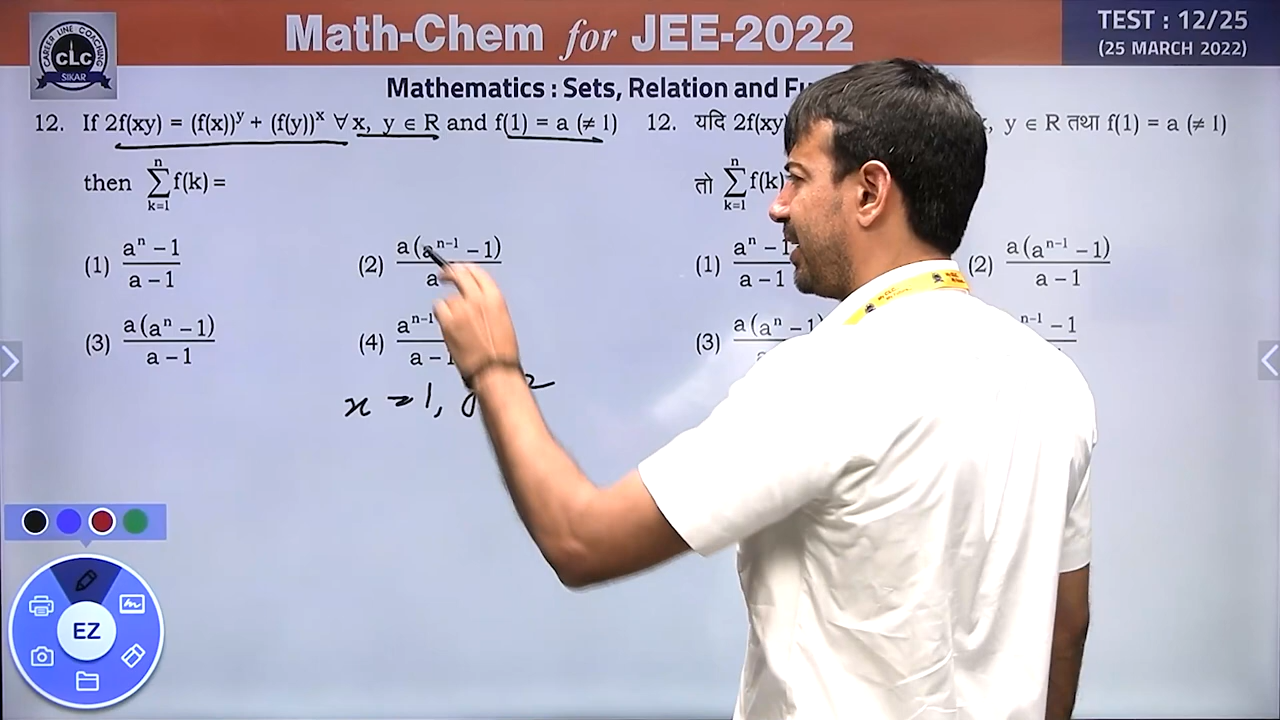 CAREER LINE COACHING
CLC
SIKAR
Math-Chem for JEE-2022
TEST : 12/25
(25 MARCH 2022)
Mathematics : Sets, Relation and
12. If 2f(xy) = (f(x))^y + (f(y))^x ∀ x, y ∈ R and f(1) = a (≠ 1)
then ∑_{k=1}^{n} f(k) =
(1) (a^n − 1)/(a − 1)
(2) a(a^{n−1} − 1)/a
(3) a(a^n − 1)/(a − 1)
(4) a^{n-1}/a −
x = 1,
12. यदि 2f(xy) x, y ∈ R तथा f(1) = a (≠ 1)
तो ∑_{k=1}^{n} f(k)
(1) (a^n − 1)/(a − 1)
(2) a(a^{n−1} − 1)/(a − 1)
(3) a(a^n − 1)
n−1 − 1
EZ